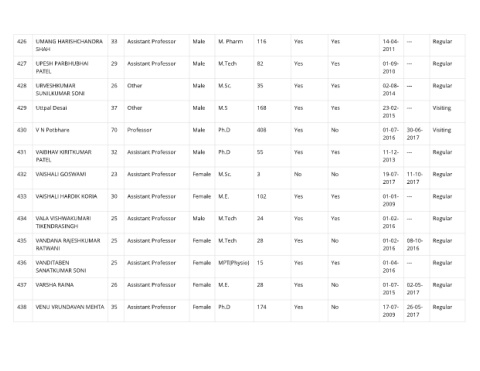 426 UMANG HARISHCHANDRA SHAH 33 Assistant Professor Male M. Pharm 116 Yes Yes 14-04-2011 --- Regular
427 UPESH PARBHUBHAI PATEL 29 Assistant Professor Male M.Tech 82 Yes Yes 01-09-2010 --- Regular
428 URVESHKUMAR SUNILKUMAR SONI 26 Other Male M.Sc. 35 Yes Yes 02-08-2014 --- Regular
429 Utpal Desai 37 Other Male M.S 168 Yes Yes 23-02-2015 --- Visiting
430 V N Potbhare 70 Professor Male Ph.D 408 Yes No 01-07-2016 30-06-2017 Visiting
431 VAIBHAV KIRITKUMAR PATEL 32 Assistant Professor Male Ph.D 55 Yes Yes 11-12-2013 --- Regular
432 VAISHALI GOSWAMI 23 Assistant Professor Female M.Sc. 3 No No 19-07-2017 11-10-2017 Regular
433 VAISHALI HARDIK KORIA 30 Assistant Professor Female M.E. 102 Yes Yes 01-01-2009 --- Regular
434 VALA VISHWAKUMARI TIKENDRASINGH 25 Assistant Professor Male M.Tech 24 Yes Yes 01-02-2016 --- Regular
435 VANDANA RAJESHKUMAR RATWANI 25 Assistant Professor Female M.Tech 28 Yes No 01-02-2016 08-10-2016 Regular
436 VANDITABEN SANATKUMAR SONI 25 Assistant Professor Female MPT(Physio) 15 Yes Yes 01-04-2016 --- Regular
437 VARSHA RAINA 26 Assistant Professor Female M.E. 28 Yes No 01-07-2015 02-05-2017 Regular
438 VENU VRUNDAVAN MEHTA 35 Assistant Professor Female Ph.D 174 Yes No 17-07-2009 26-05-2017 Regular